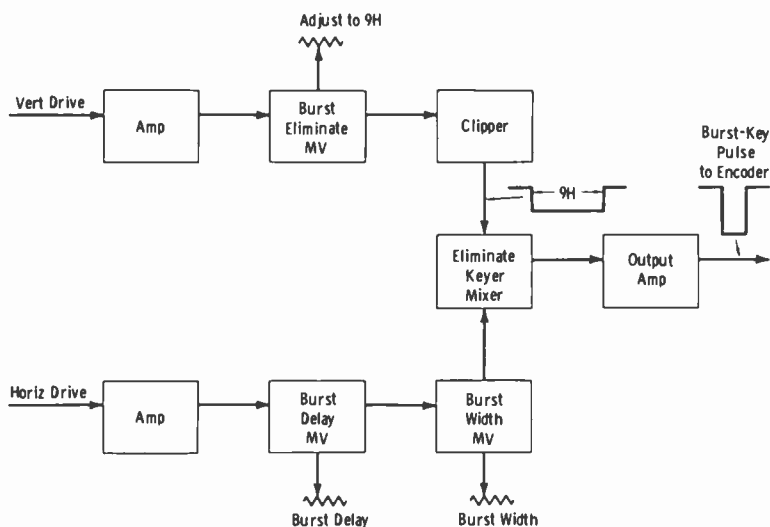 Adjust to 9H
Vert Drive
Amp
Burst
Eliminate
MV
Clipper
Burst-Key
Pulse
to Encoder
9H
Eliminate
Keyer
Mixer
Output
Amp
Horiz Drive
Amp
Burst
Delay
MV
Burst
Width
MV
Burst Delay
Burst Width